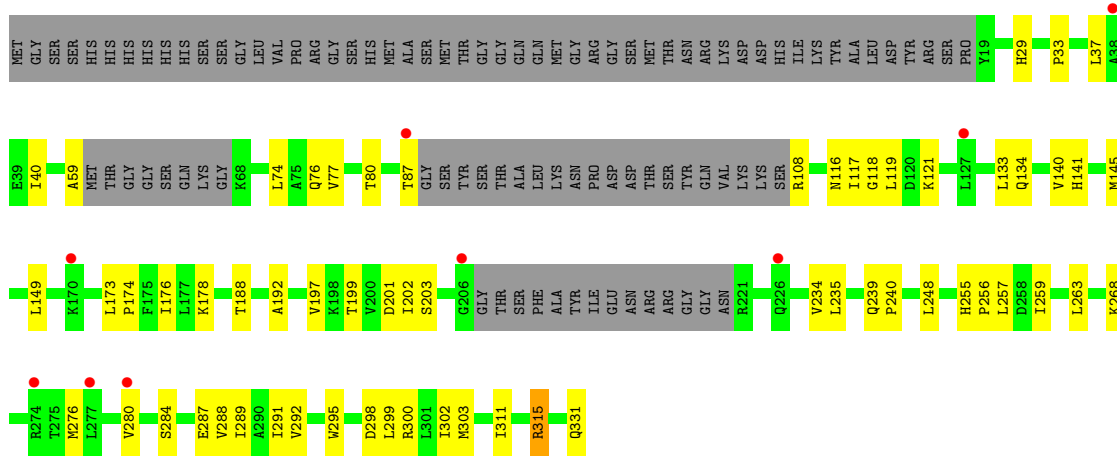 MET GLY SER SER HIS HIS HIS HIS HIS HIS SER SER GLY LEU VAL PRO ARG GLY SER HIS MET ALA SER MET THR GLY GLY GLN GLN MET GLY ARG GLY SER MET THR ASN ARG LYS ASP ASP HIS ILE LYS TYR ALA LEU ASP TYR ARG SER PRO Y19 H29 P33 L37 A38
E39 I40 A59 MET THR GLY GLY SER GLN LYS GLY K68 L74 A75 Q76 V77 T80 T87 GLY SER TYR SER THR ALA LEU LYS ASN PRO ASP ASP THR SER TYR GLN VAL LYS LYS SER R108 N116 I117 G118 L119 D120 K121 L127 L133 Q134 V140 H141 M145
L149 K170 L173 P174 F175 I176 L177 K178 T188 A192 V197 K198 T199 V200 D201 I202 S203 G206 GLY THR SER PHE ALA TYR ILE GLU ASN ARG ARG GLY GLY ASN R221 Q226 V234 L235 Q239 P240 L248 H255 P256 L257 D258 I259 L263 K268
R274 T275 M276 L277 V280 S284 E287 V288 I289 A290 I291 V292 W295 D298 L299 R300 L301 I302 M303 I311 R315 Q331